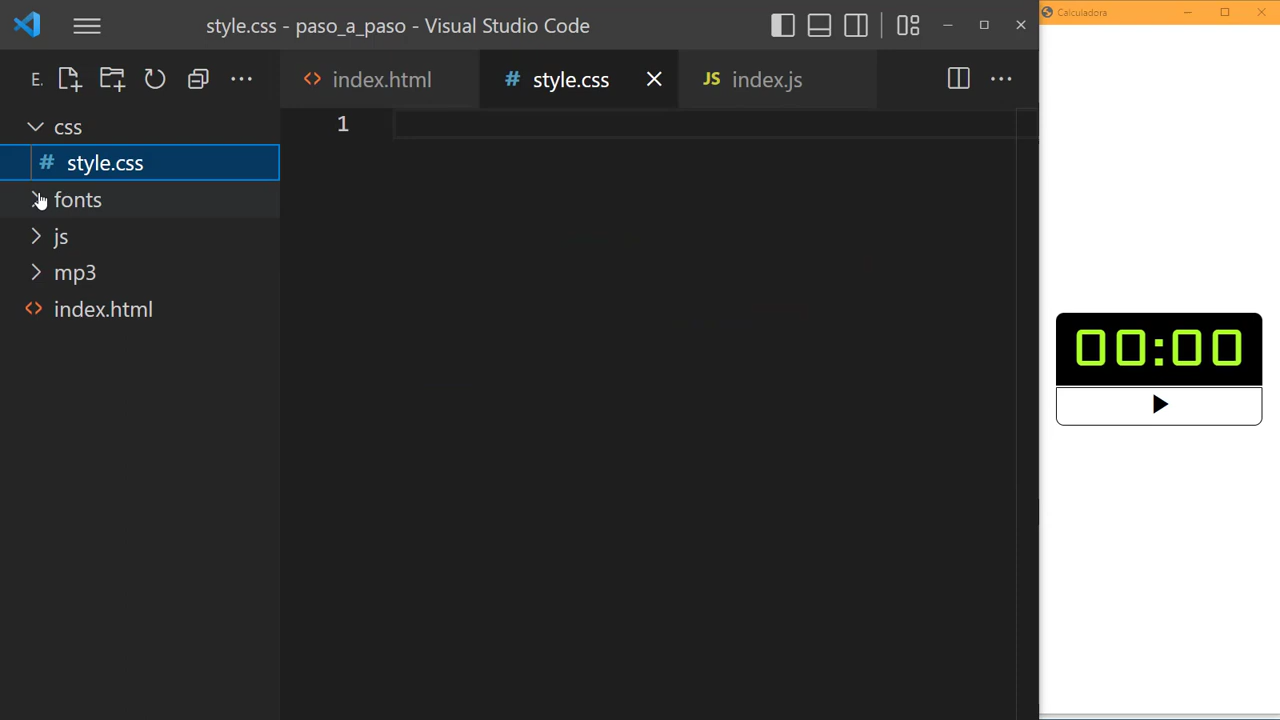 style.css - paso_a_paso - Visual Studio Code
Calculadora
E.
index.html
# style.css
JS index.js
css
# style.css
fonts
js
mp3
<> index.html
1
00:00